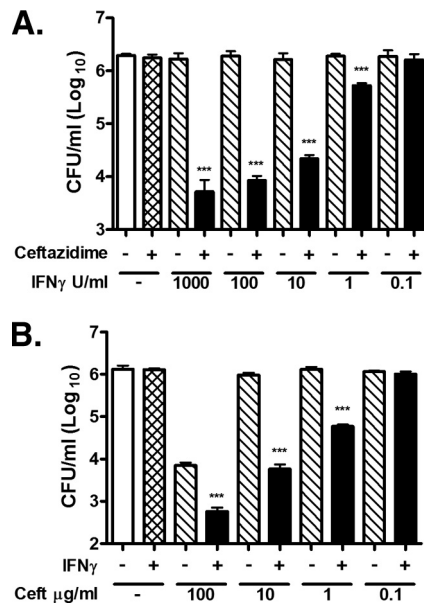 A.
CFU/ml (Log10)
7
6
5
4
3
*** *** *** ***
Ceftazidime - + - + - + - + - + - +
IFNγ U/ml - 1000 100 10 1 0.1
B.
CFU/ml (Log10)
7
6
5
4
3
2
*** *** ***
IFNγ - + - + - + - + - +
Ceft μg/ml - 100 10 1 0.1